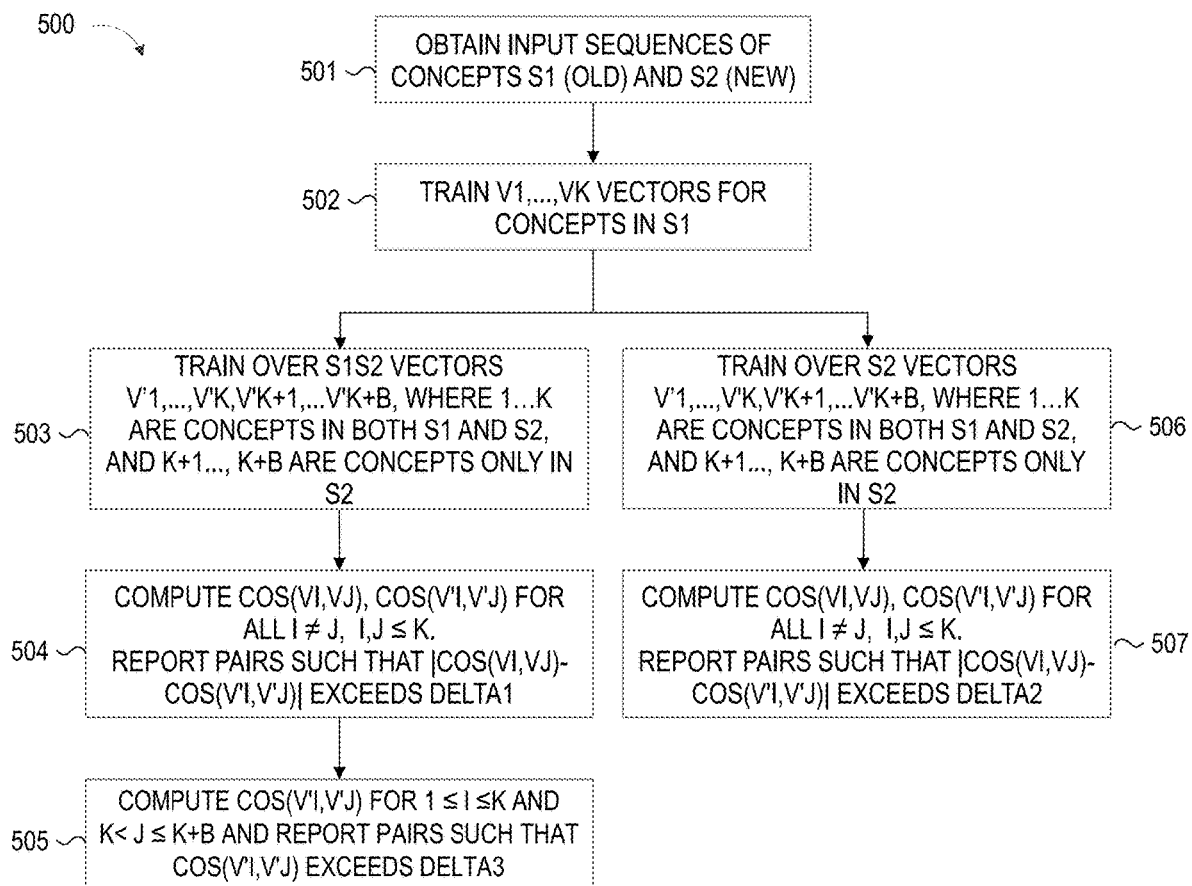 500
501
OBTAIN INPUT SEQUENCES OF
CONCEPTS S1 (OLD) AND S2 (NEW)
502
TRAIN V1,...,VK VECTORS FOR
CONCEPTS IN S1
503
TRAIN OVER S1S2 VECTORS
V'1,...,V'K,V'K+1,...V'K+B, WHERE 1...K
ARE CONCEPTS IN BOTH S1 AND S2,
AND K+1..., K+B ARE CONCEPTS ONLY IN
S2
TRAIN OVER S2 VECTORS
V'1,...,V'K,V'K+1,...V'K+B, WHERE 1...K
ARE CONCEPTS IN BOTH S1 AND S2,
AND K+1..., K+B ARE CONCEPTS ONLY
IN S2
506
504
COMPUTE COS(VI,VJ), COS(V'I,V'J) FOR
ALL I ≠ J, I,J ≤ K.
REPORT PAIRS SUCH THAT |COS(VI,VJ)-
COS(V'I,V'J)| EXCEEDS DELTA1
COMPUTE COS(VI,VJ), COS(V'I,V'J) FOR
ALL I ≠ J, I,J ≤ K.
REPORT PAIRS SUCH THAT |COS(VI,VJ)-
COS(V'I,V'J)| EXCEEDS DELTA2
507
505
COMPUTE COS(V'I,V'J) FOR 1 ≤ I ≤K AND
K< J ≤ K+B AND REPORT PAIRS SUCH THAT
COS(V'I,V'J) EXCEEDS DELTA3